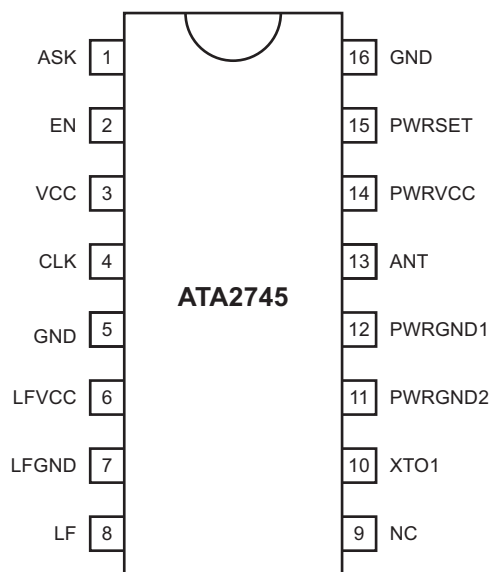 ASK 1 16 GND
EN 2 15 PWRSET
VCC 3 14 PWRVCC
CLK 4 13 ANT
ATA2745
GND 5 12 PWRGND1
LFVCC 6 11 PWRGND2
LFGND 7 10 XTO1
LF 8 9 NC